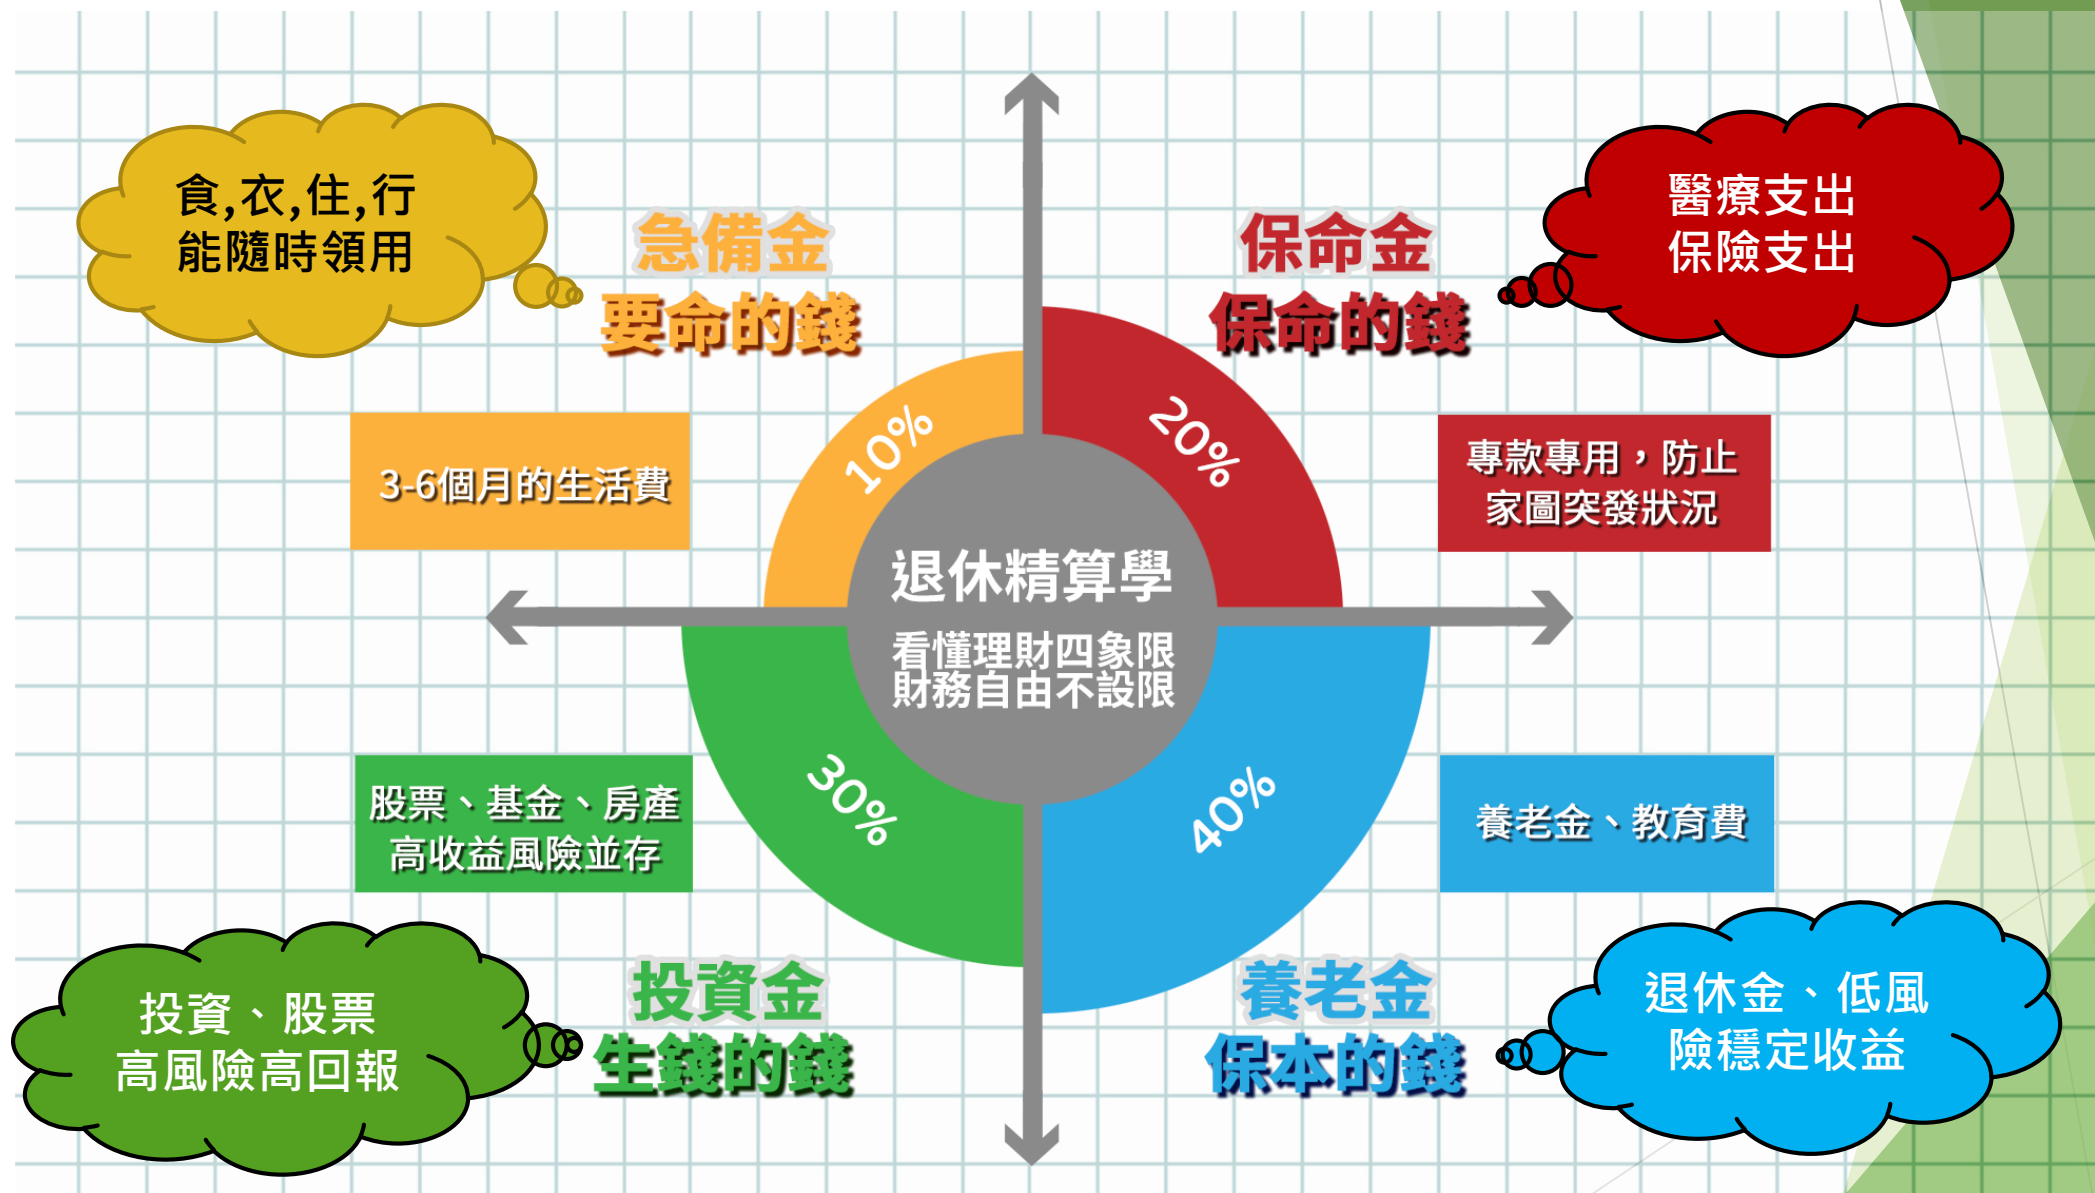 食,衣,住,行
能隨時領用
急備金
要命的錢
保命金
保命的錢
醫療支出
保險支出
3-6個月的生活費
10%
20%
專款專用，防止
家圖突發狀況
退休精算學
看懂理財四象限
財務自由不設限
股票、基金、房產
高收益風險並存
30%
40%
養老金、教育費
投資、股票
高風險高回報
投資金
生錢的錢
養老金
保本的錢
退休金、低風
險穩定收益